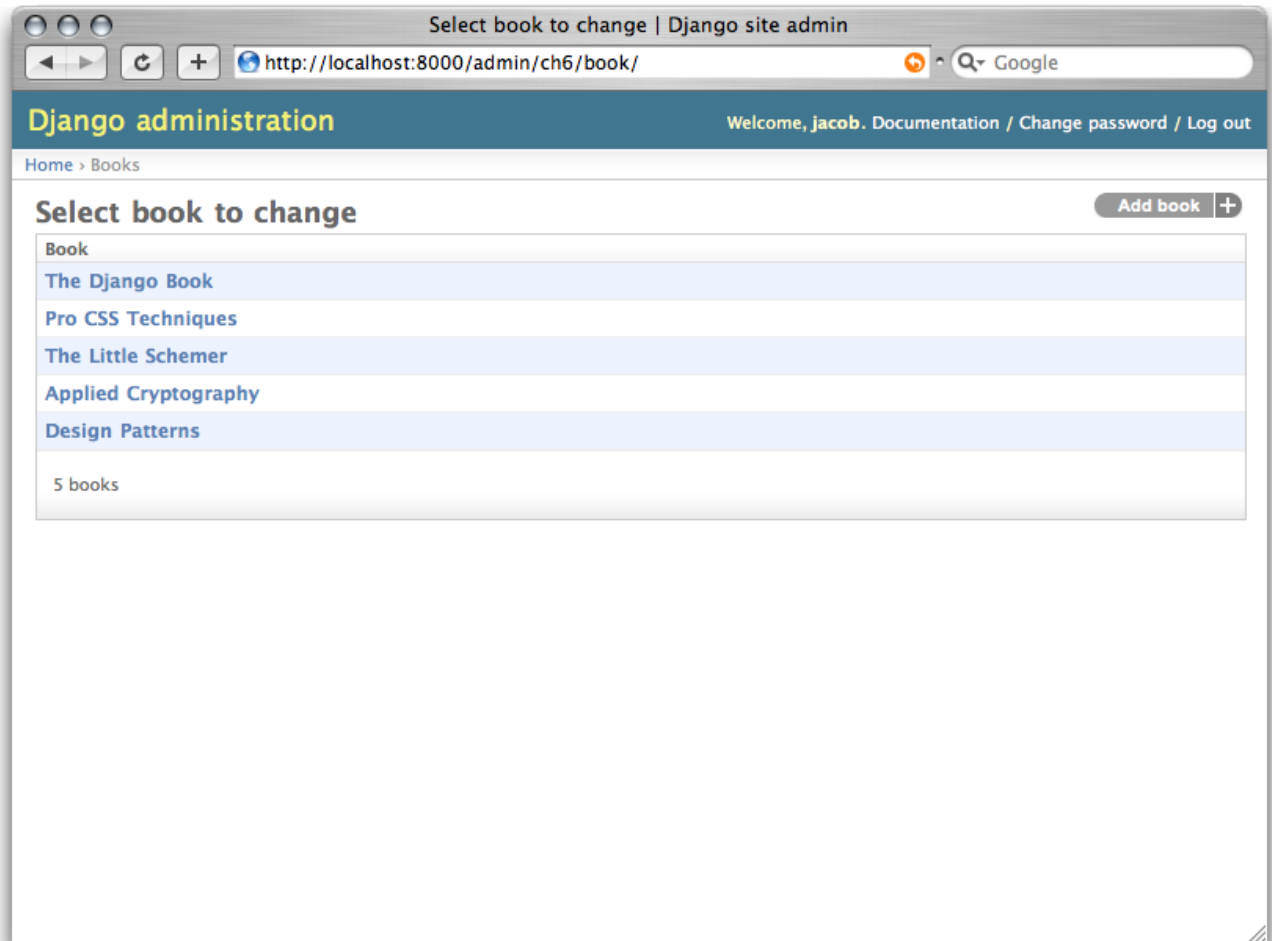 Select book to change | Django site admin
http://localhost:8000/admin/ch6/book/ Google
Django administration Welcome, jacob. Documentation / Change password / Log out
Home › Books
Select book to change Add book +
Book
The Django Book
Pro CSS Techniques
The Little Schemer
Applied Cryptography
Design Patterns
5 books